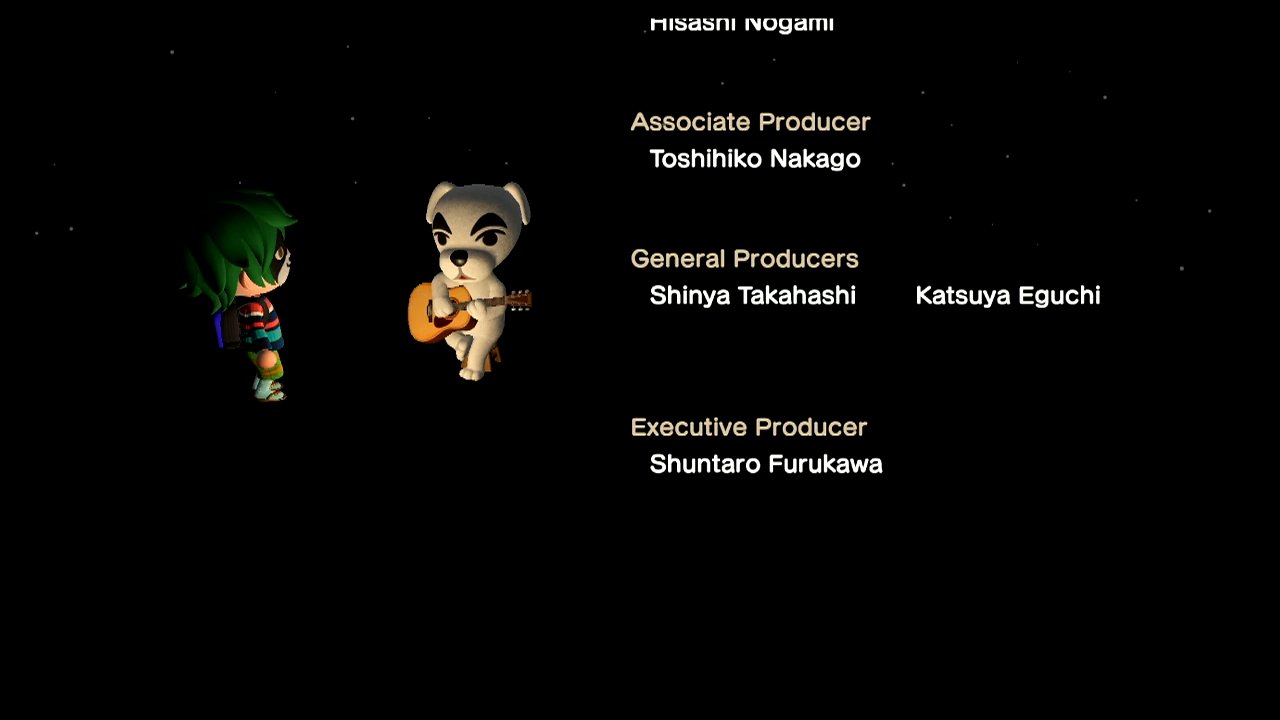 Hisashi Nogami
Associate Producer
Toshihiko Nakago
General Producers
Shinya Takahashi Katsuya Eguchi
Executive Producer
Shuntaro Furukawa